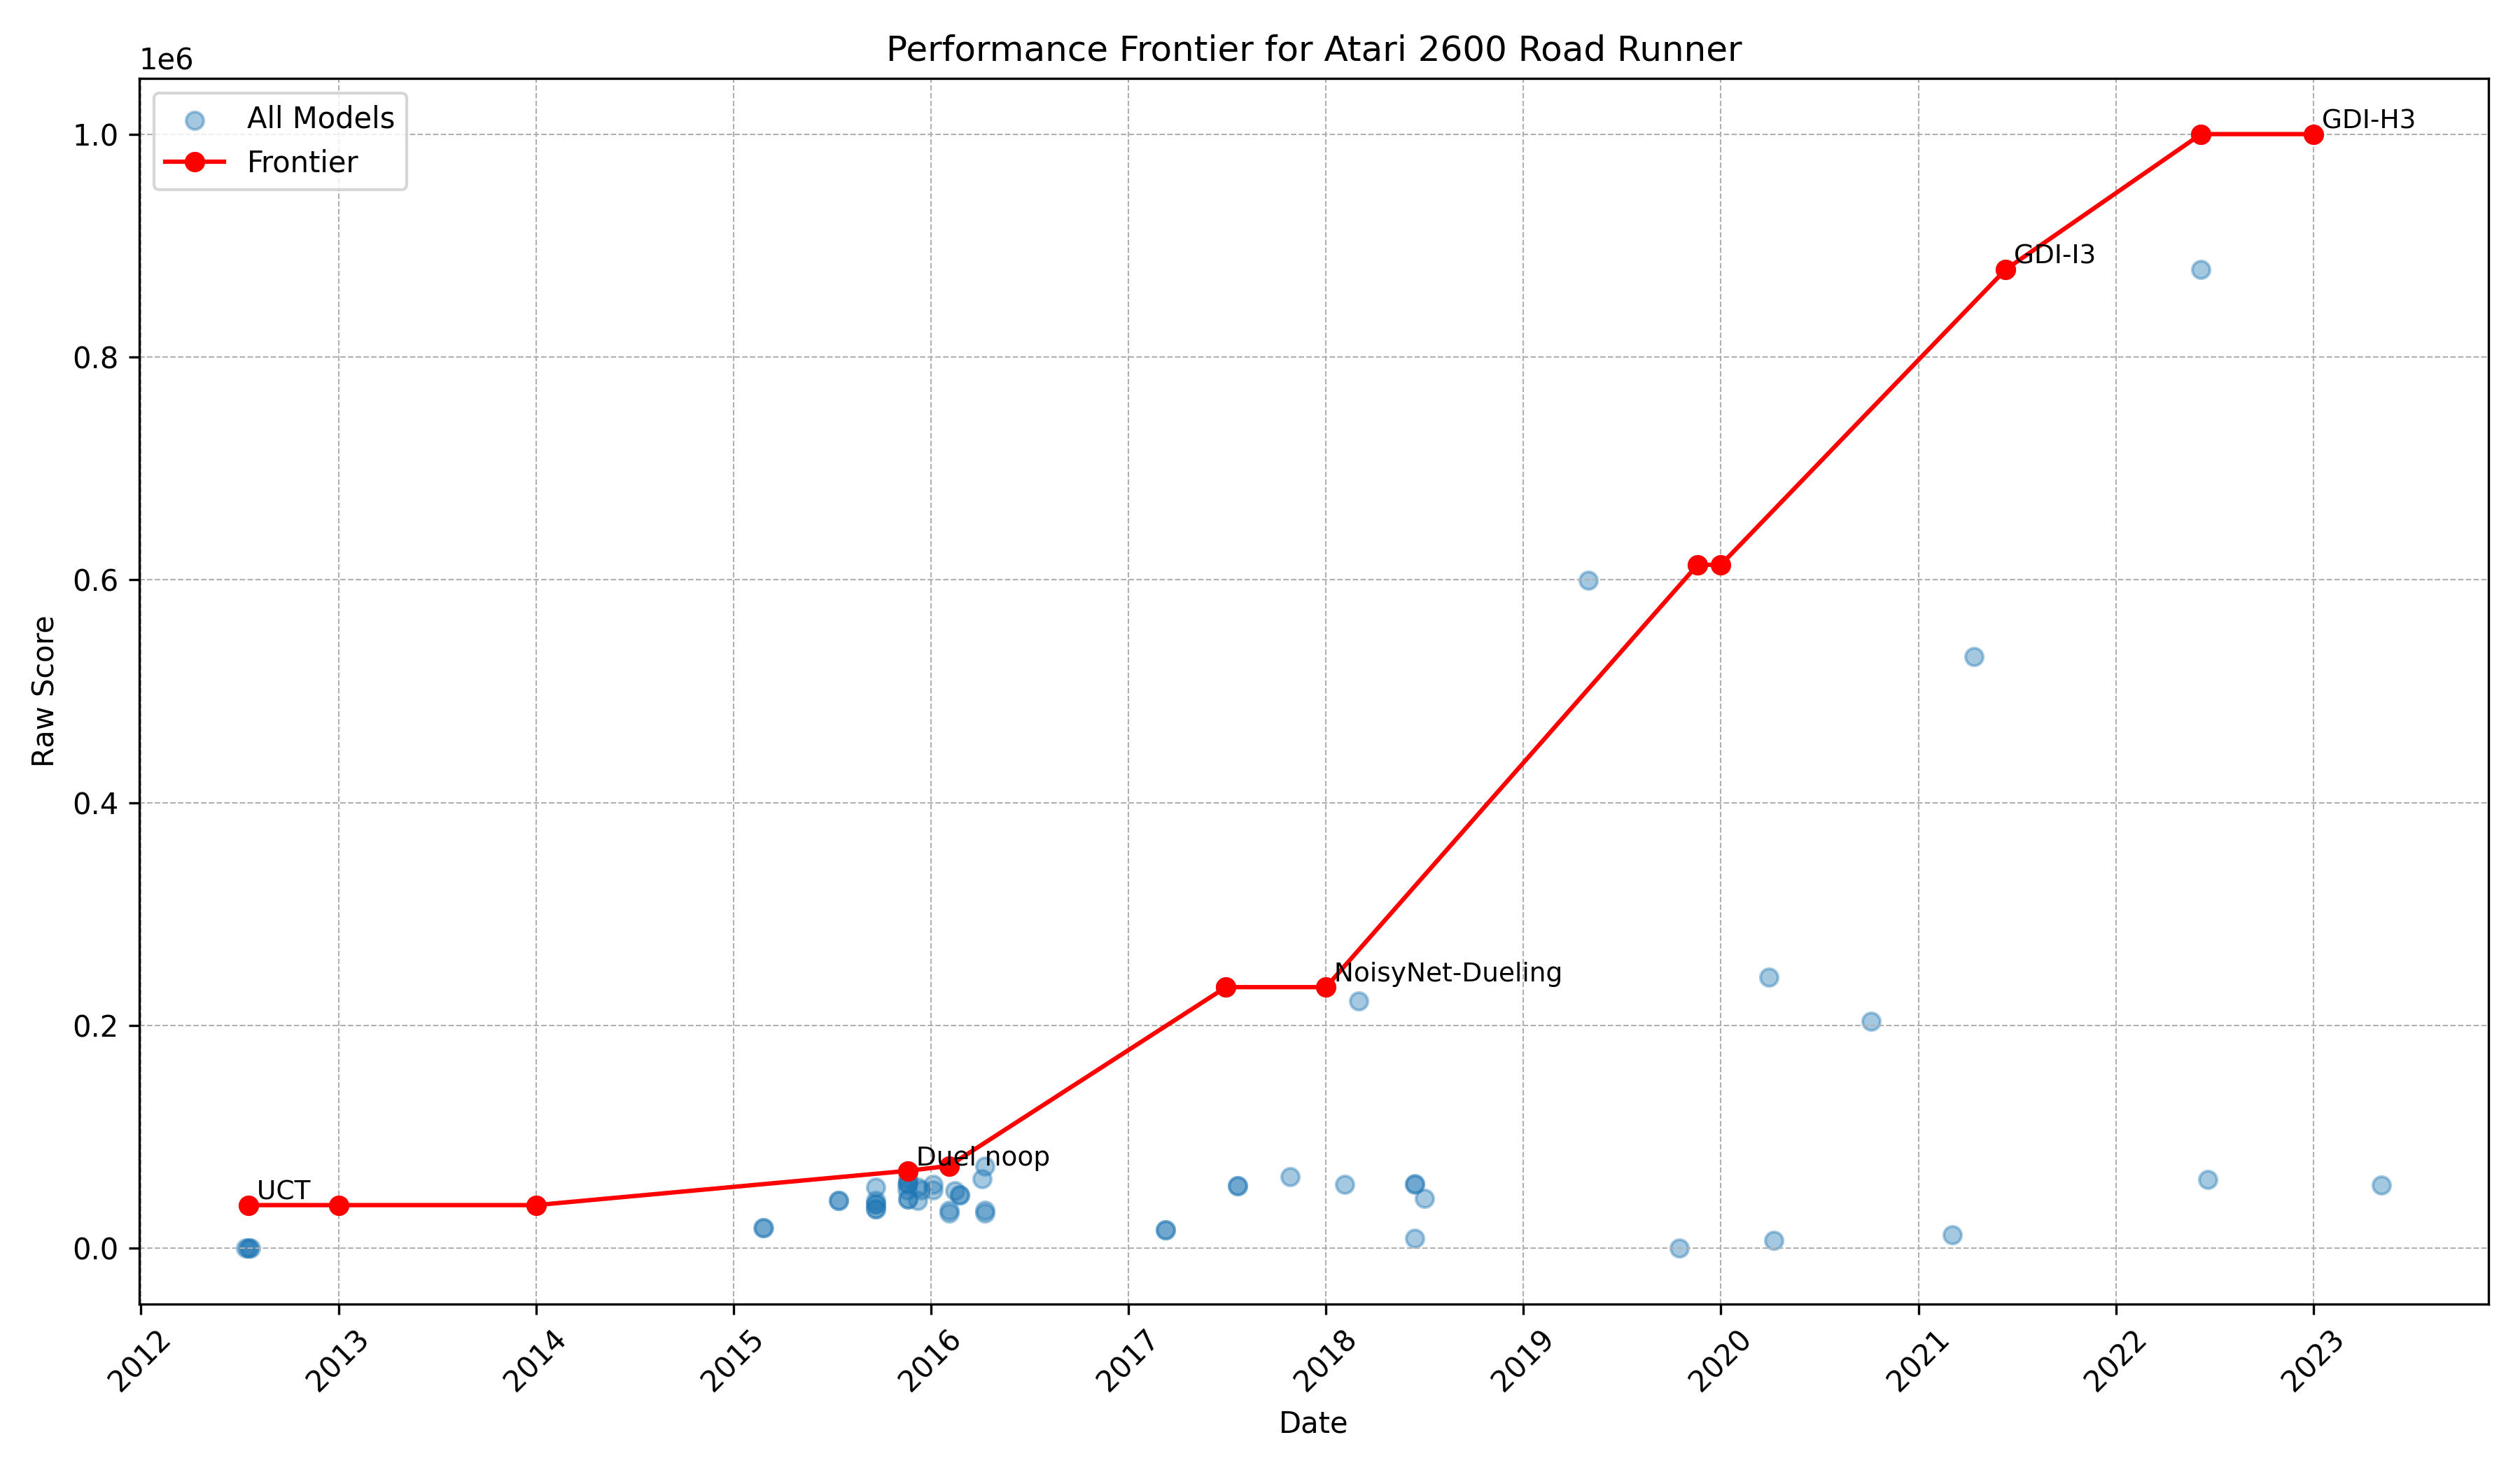 Performance Frontier for Atari 2600 Road Runner
1e6
All Models
Frontier
1.0
0.8
0.6
0.4
0.2
0.0
Raw Score
GDI-H3
GDI-I3
NoisyNet-Dueling
Duel noop
UCT
2012
2013
2014
2015
2016
2017
2018
2019
2020
2021
2022
2023
Date